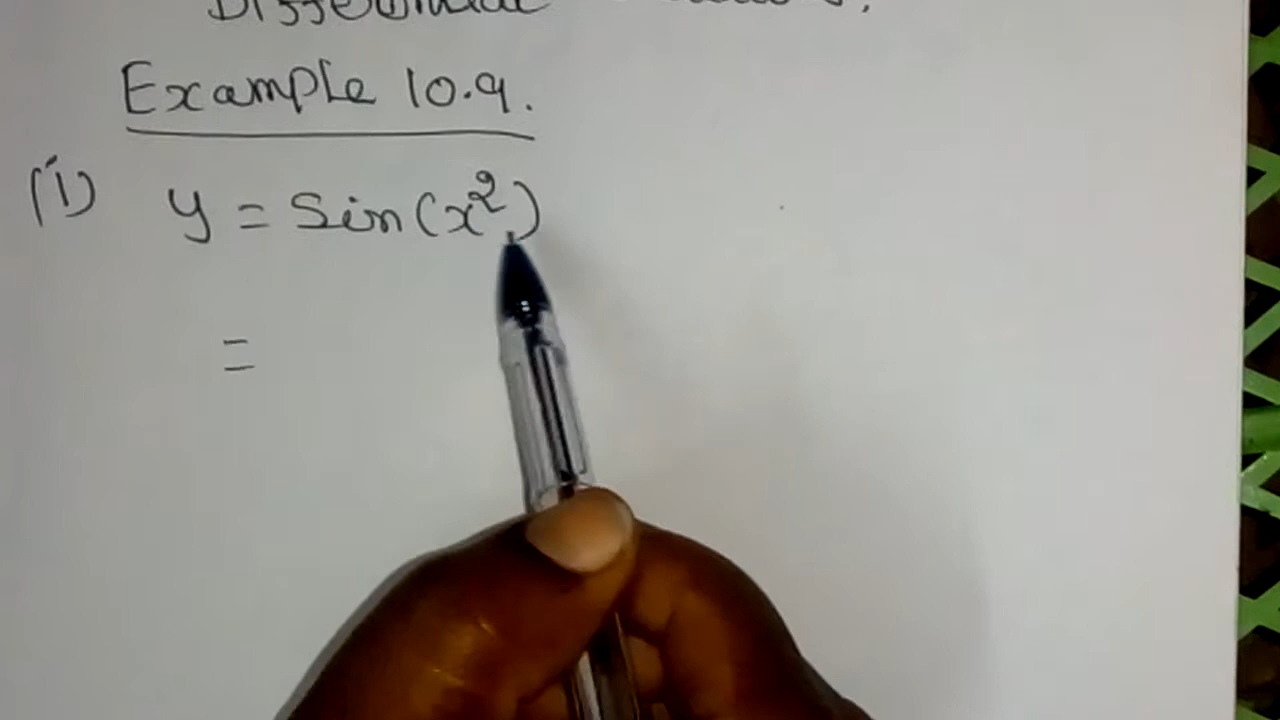 Example 10.9.
(i) y = Sin(x²)
=